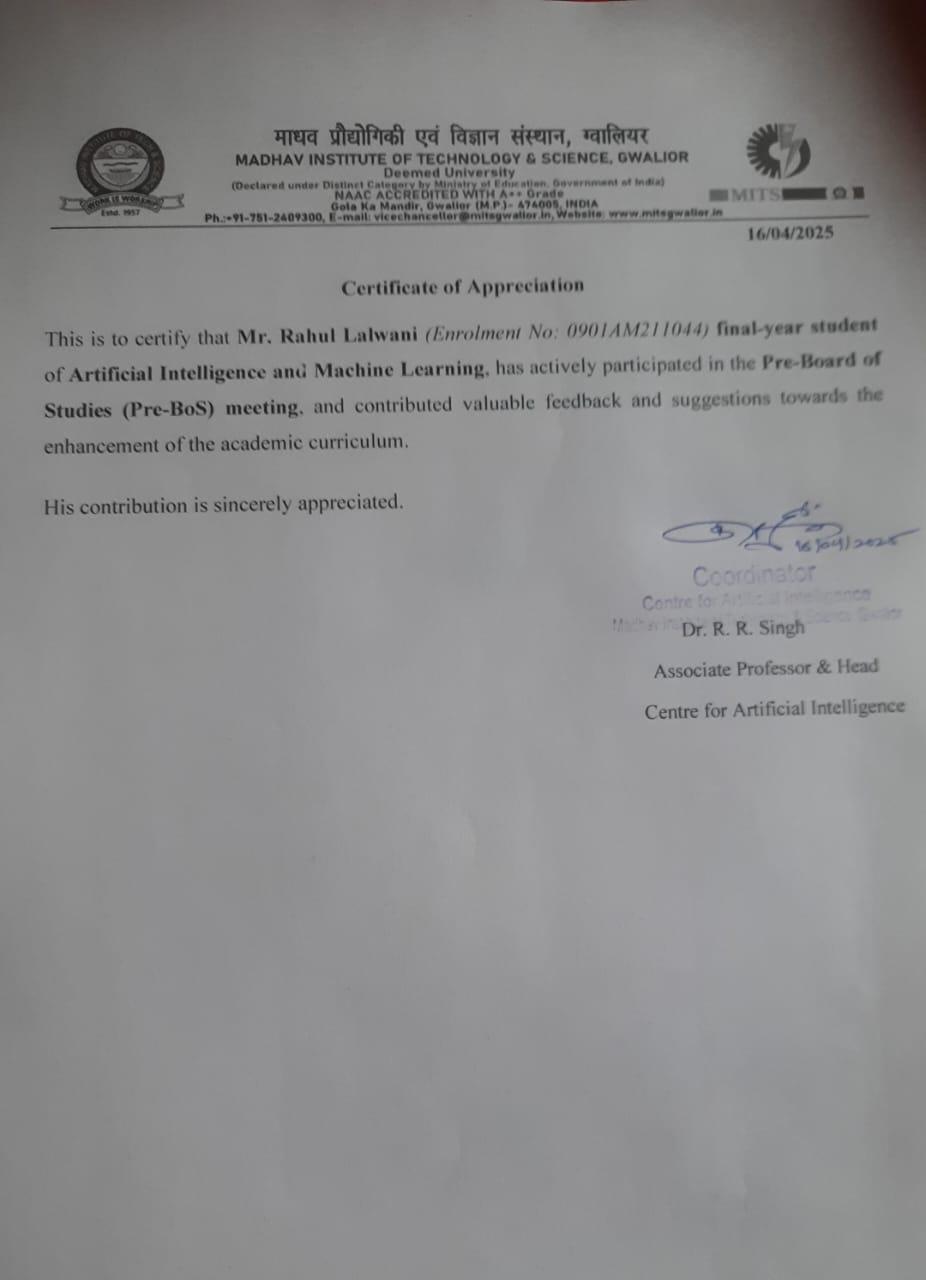 माधव प्रौद्योगिकी एवं विज्ञान संस्थान, ग्वालियर
MADHAV INSTITUTE OF TECHNOLOGY & SCIENCE, GWALIOR
Deemed University
(Declared under Distinct Category by Ministry of Education, Government of India)
NAAC ACCREDITED WITH A++ Grade
Gola Ka Mandir, Gwalior (M.P.)- 474005, INDIA
Ph.:+91-751-2409300, E-mail: vicechancellor@mitsgwalior.in, Website: www.mitsgwalior.in
WORK IS WORSHIP
Estd. 1957
MITS
16/04/2025
Certificate of Appreciation
This is to certify that Mr. Rahul Lalwani (Enrolment No: 0901AM211044) final-year student
of Artificial Intelligence and Machine Learning, has actively participated in the Pre-Board of
Studies (Pre-BoS) meeting, and contributed valuable feedback and suggestions towards the
enhancement of the academic curriculum.
His contribution is sincerely appreciated.
16/04/2025
Coordinator
Centre for Artificial Intelligence
Science Gwalior
Dr. R. R. Singh
Associate Professor & Head
Centre for Artificial Intelligence